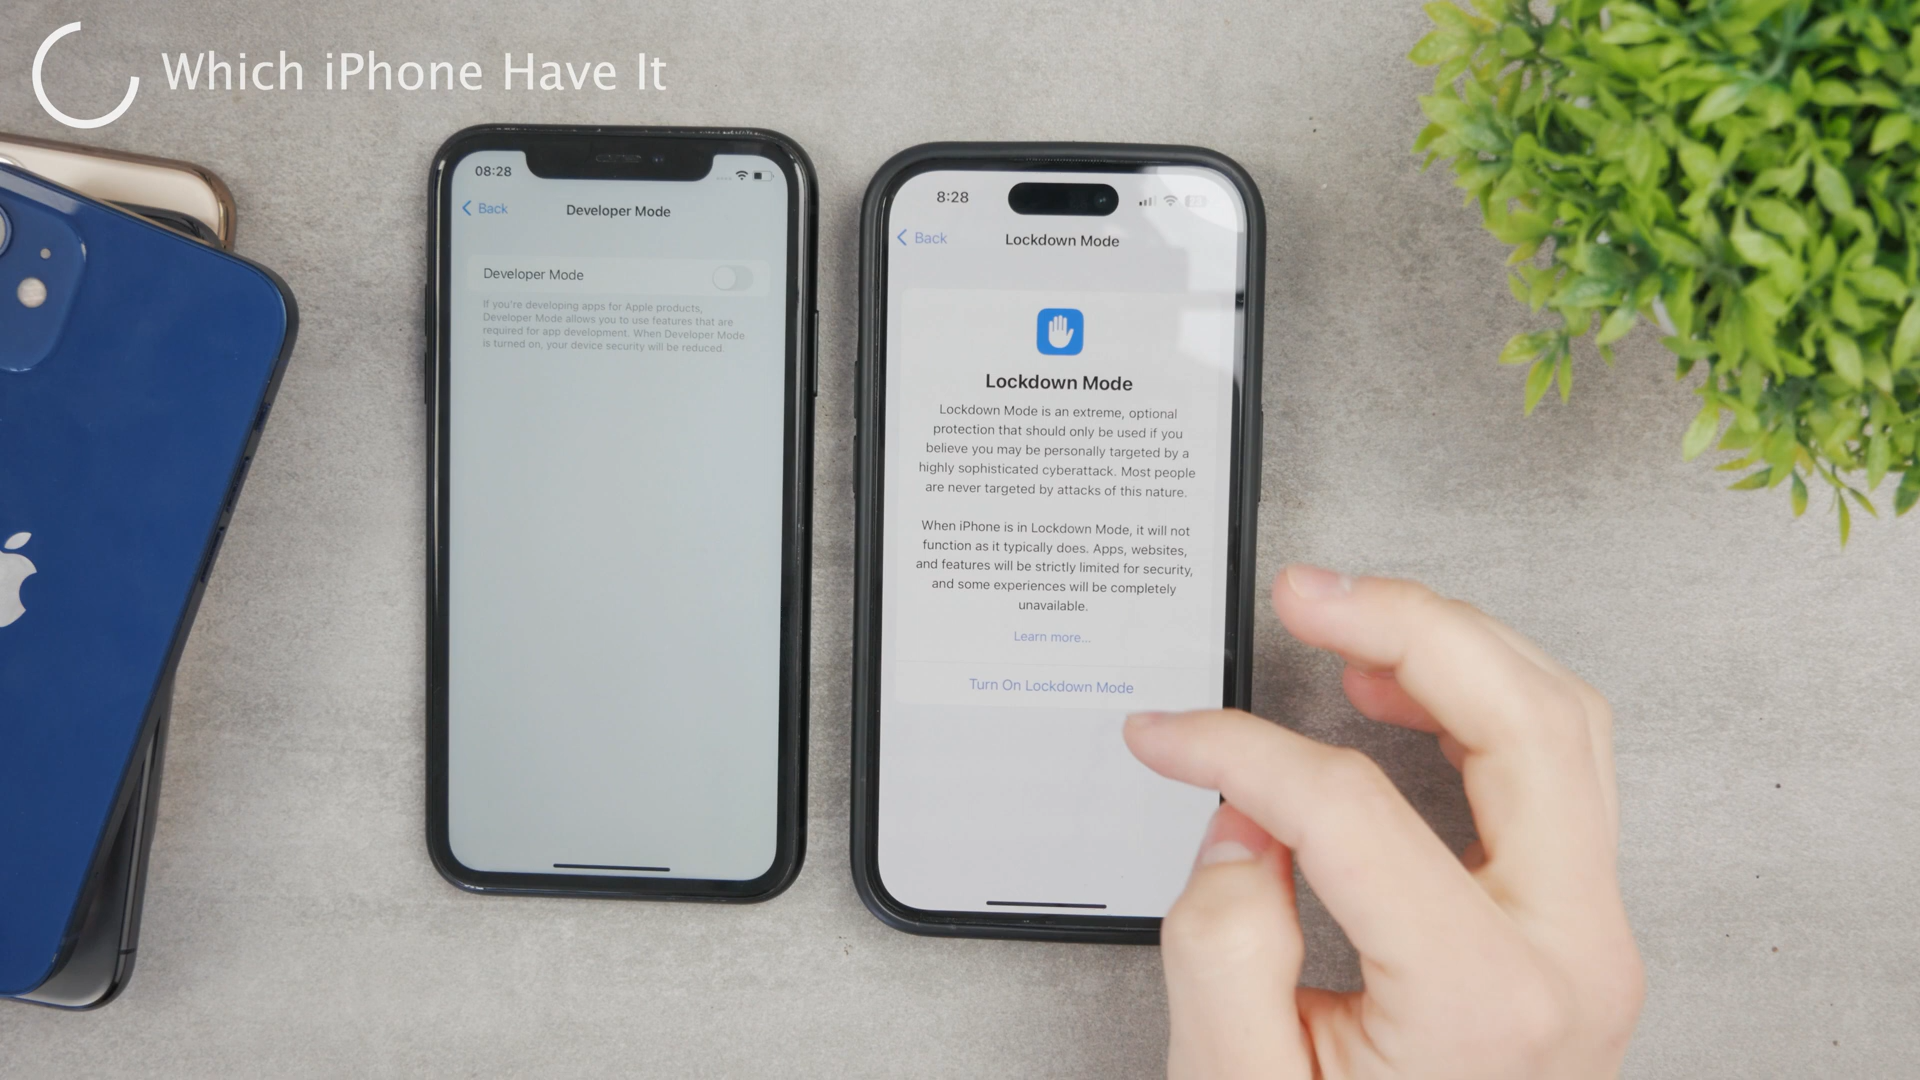 Which iPhone Have It
08:28
Back
Developer Mode
Developer Mode
If you're developing apps for Apple products,
Developer Mode allows you to use features that are
required for app development. When Developer Mode
is turned on, your device security will be reduced.
8:28
Back
Lockdown Mode
Lockdown Mode
Lockdown Mode is an extreme, optional
protection that should only be used if you
believe you may be personally targeted by a
highly sophisticated cyberattack. Most people
are never targeted by attacks of this nature.
When iPhone is in Lockdown Mode, it will not
function as it typically does. Apps, websites,
and features will be strictly limited for security,
and some experiences will be completely
unavailable.
Learn more...
Turn On Lockdown Mode